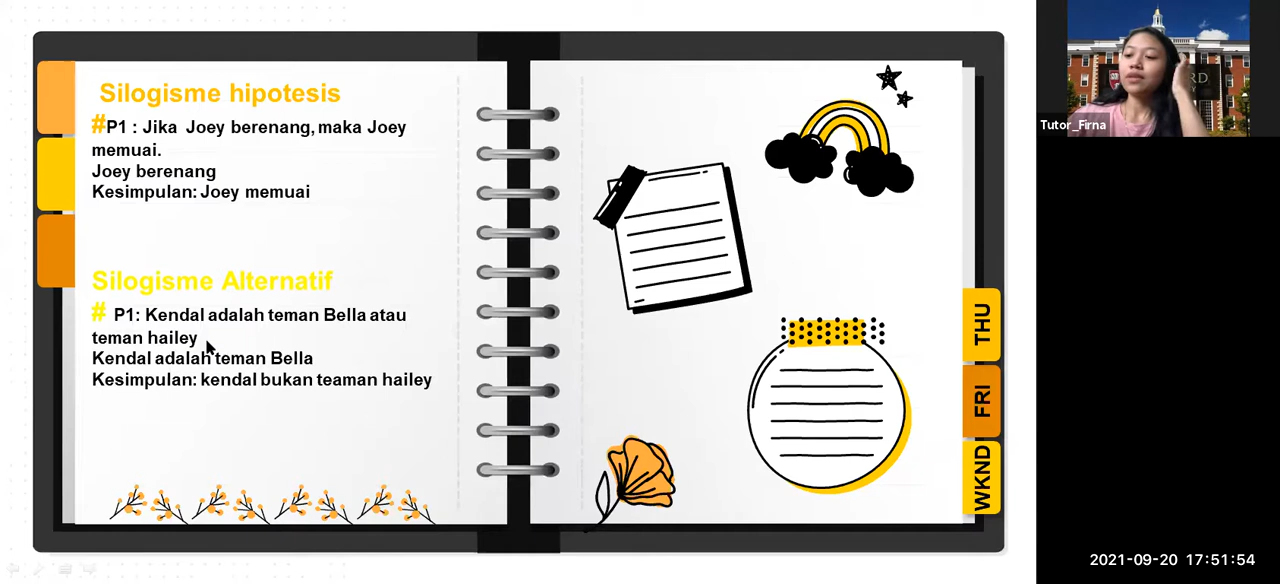 Silogisme hipotesis
#P1 : Jika Joey berenang, maka Joey
memuai.
Joey berenang
Kesimpulan: Joey memuai
Silogisme Alternatif
# P1: Kendal adalah teman Bella atau
teman hailey
Kendal adalah teman Bella
Kesimpulan: kendal bukan teaman hailey
THU
FRI
WKND
Tutor_Firna
2021-09-20 17:51:54